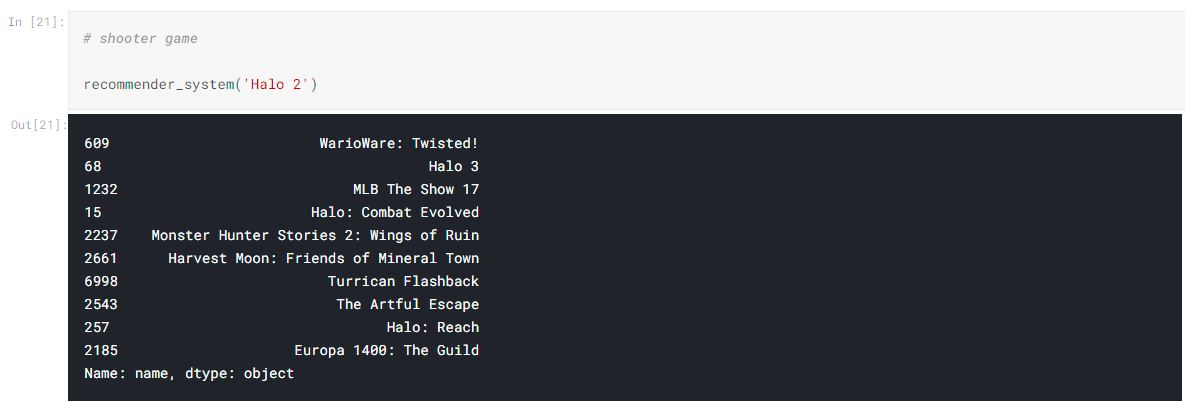 In [21]:
# shooter game
recommender_system('Halo 2')
Out[21]:
609 WarioWare: Twisted!
68 Halo 3
1232 MLB The Show 17
15 Halo: Combat Evolved
2237 Monster Hunter Stories 2: Wings of Ruin
2661 Harvest Moon: Friends of Mineral Town
6998 Turrican Flashback
2543 The Artful Escape
257 Halo: Reach
2185 Europa 1400: The Guild
Name: name, dtype: object